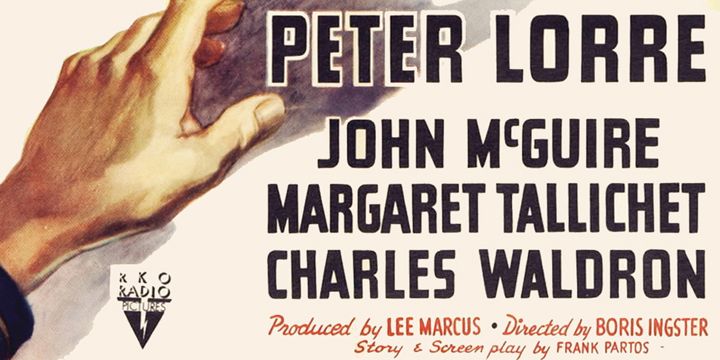 PETER LORRE
JOHN McGUIRE
MARGARET TALLICHET
CHARLES WALDRON
RKO
RADIO
PICTURES
Produced by LEE MARCUS • Directed by BORIS INGSTER
Story & Screen play by FRANK PARTOS -